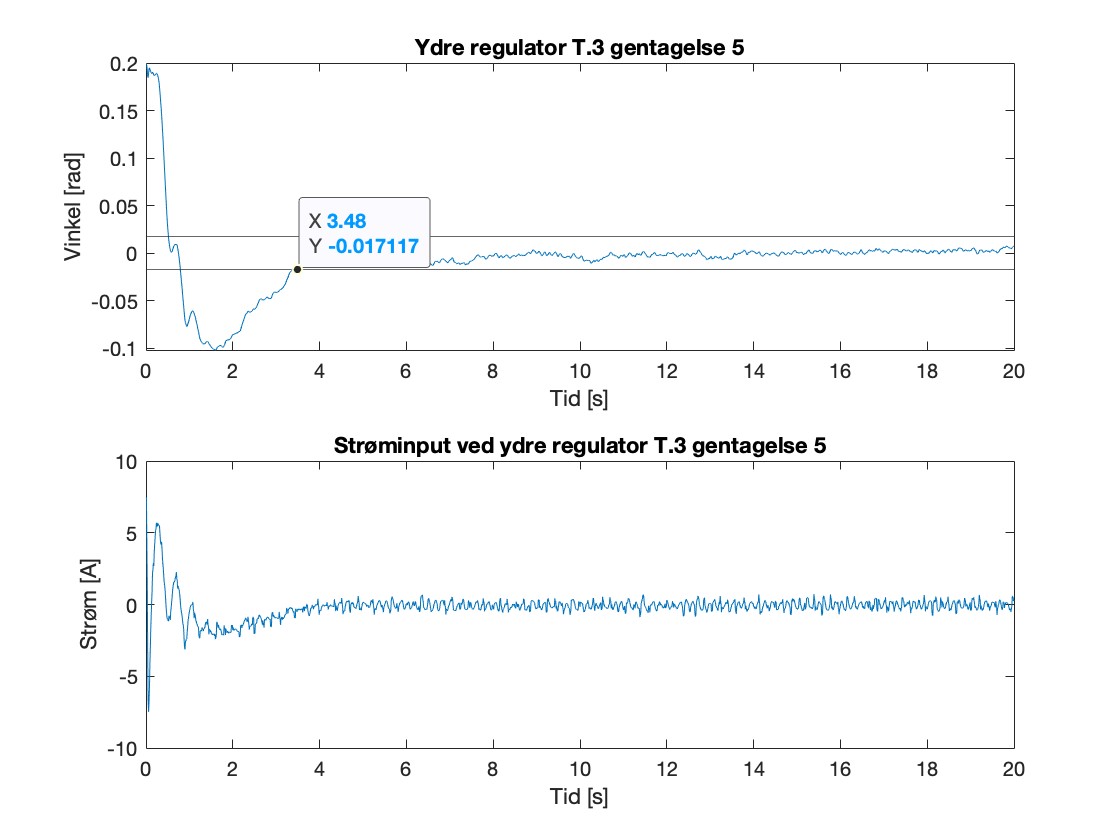 Ydre regulator T.3 gentagelse 5
0.2
0.15
0.1
0.05
0
-0.05
-0.1
Vinkel [rad]
X 3.48
Y -0.017117
0 2 4 6 8 10 12 14 16 18 20
Tid [s]
Strøminput ved ydre regulator T.3 gentagelse 5
10
5
0
-5
-10
Strøm [A]
0 2 4 6 8 10 12 14 16 18 20
Tid [s]